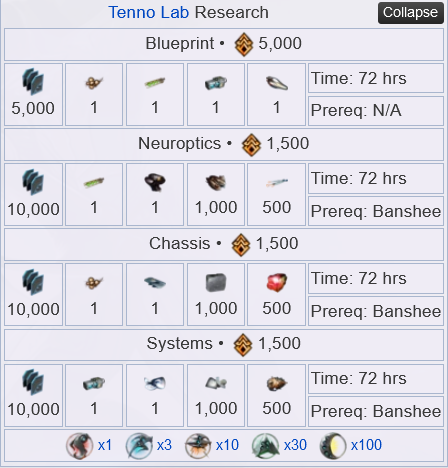 Tenno Lab Research
Collapse
Blueprint • 5,000
5,000 1 1 1 1
Time: 72 hrs
Prereq: N/A
Neuroptics • 1,500
10,000 1 1 1,000 500
Time: 72 hrs
Prereq: Banshee
Chassis • 1,500
10,000 1 1 1,000 500
Time: 72 hrs
Prereq: Banshee
Systems • 1,500
10,000 1 1 1,000 500
Time: 72 hrs
Prereq: Banshee
x1 x3 x10 x30 x100